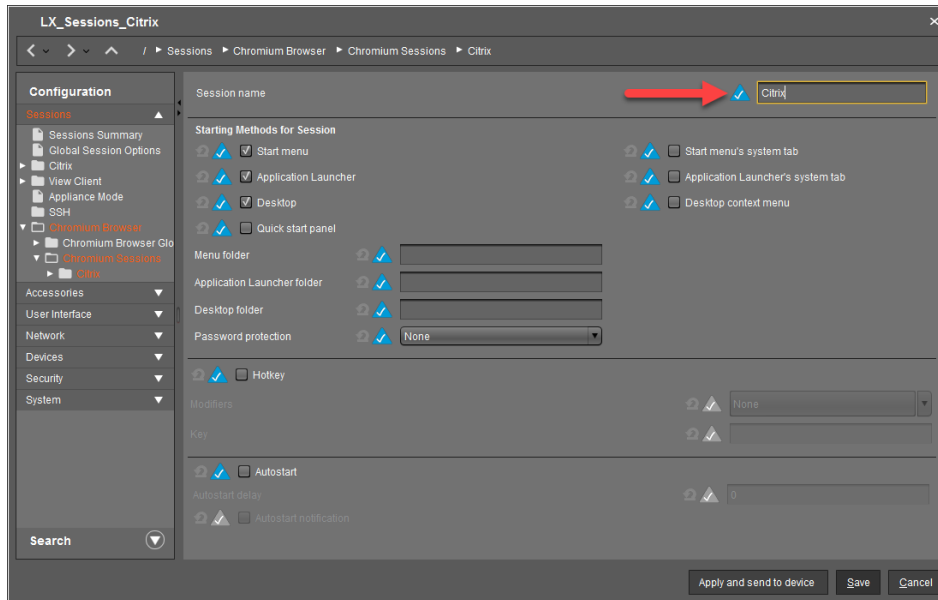 LX_Sessions_Citrix
/ Sessions Chromium Browser Chromium Sessions Citrix
Configuration
Sessions
Sessions Summary
Global Session Options
Citrix
View Client
Appliance Mode
SSH
Chromium Browser
Chromium Browser Glo
Chromium Sessions
Citrix
Accessories
User Interface
Network
Devices
Security
System
Search
Session name
Citrix
Starting Methods for Session
Start menu
Start menu's system tab
Application Launcher
Application Launcher's system tab
Desktop
Desktop context menu
Quick start panel
Menu folder
Application Launcher folder
Desktop folder
Password protection None
Hotkey
Modifiers None
Key
Autostart
Autostart delay 0
Autostart notification
Apply and send to device Save Cancel